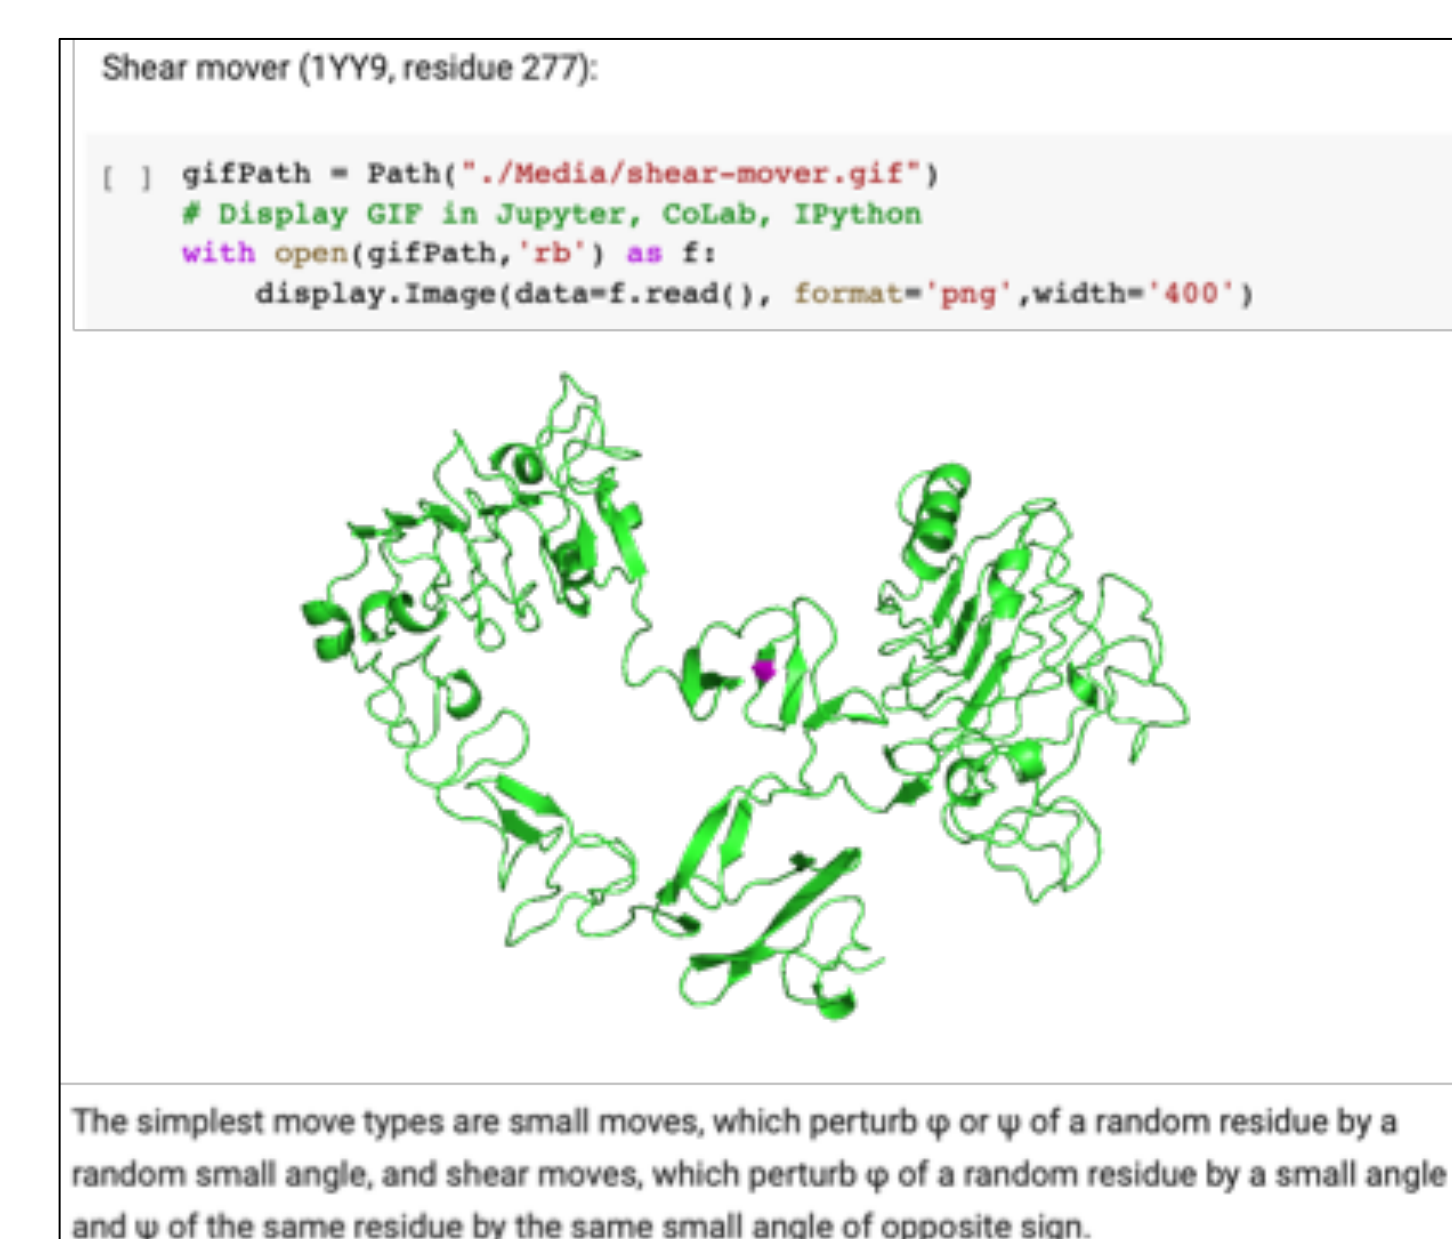 Shear mover (1YY9, residue 277):
[ ] gifPath = Path("./Media/shear-mover.gif")
# Display GIF in Jupyter, CoLab, IPython
with open(gifPath,'rb') as f:
display.Image(data=f.read(), format='png',width='400')
The simplest move types are small moves, which perturb φ or ψ of a random residue by a
random small angle, and shear moves, which perturb φ of a random residue by a small angle
and ψ of the same residue by the same small angle of opposite sign.